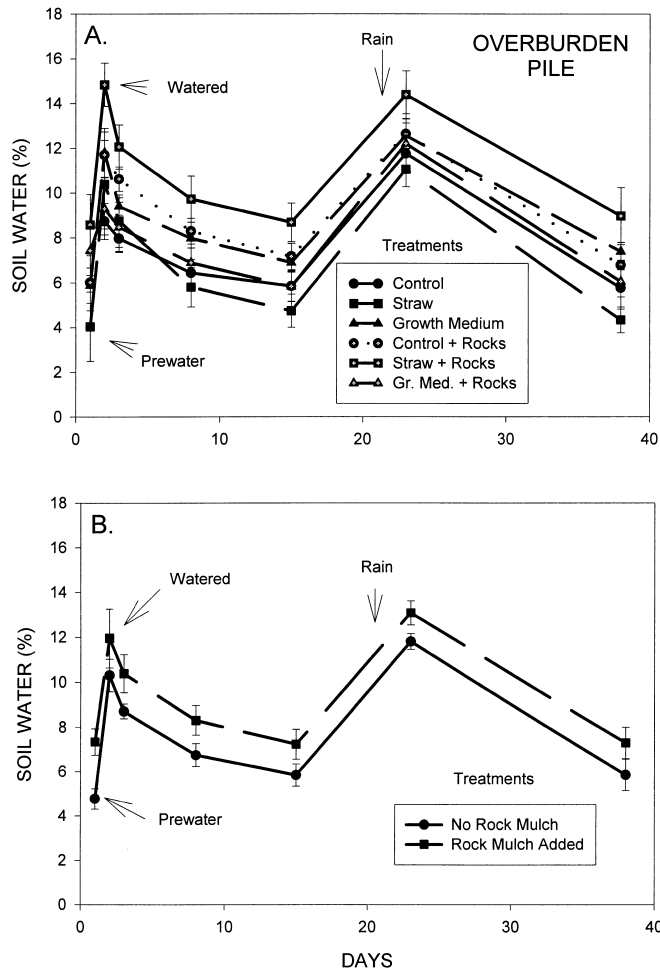 18
A.
Rain
OVERBURDEN
PILE
16
Watered
14
12
10
8
6
4
2
0
SOIL WATER (%)
Prewater
Treatments
Control
Straw
Growth Medium
Control + Rocks
Straw + Rocks
Gr. Med. + Rocks
0 10 20 30 40
18
B.
16
Watered
Rain
14
12
10
8
6
4
2
0
SOIL WATER (%)
Prewater
Treatments
No Rock Mulch
Rock Mulch Added
0 10 20 30 40
DAYS